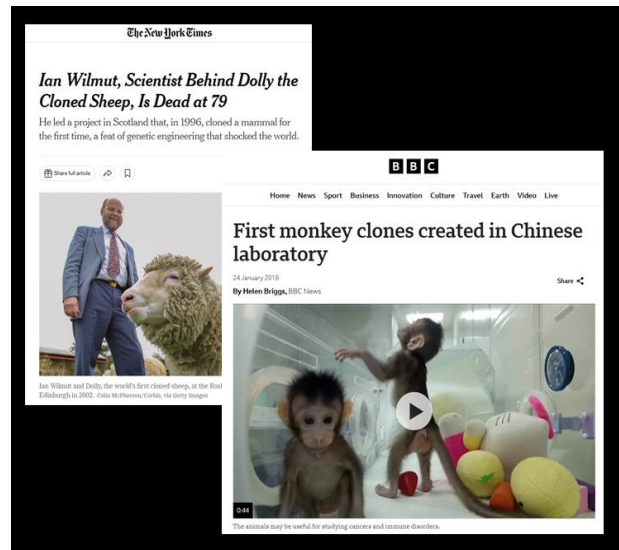 The New York Times
Ian Wilmut, Scientist Behind Dolly the
Cloned Sheep, Is Dead at 79
He led a project in Scotland that, in 1996, cloned a mammal for
the first time, a feat of genetic engineering that shocked the world.
Share full article
Ian Wilmut and Dolly, the world's first cloned sheep, at the
Edinburgh in 2002. Colin McPherson/Corbis, via Getty Images
BBC
Home News Sport Business Innovation Culture Travel Earth Video Live
First monkey clones created in Chinese
laboratory
24 January 2018
Share
By Helen Briggs, BBC News
0:44
The animals may be useful for studying cancers and immune disorders.